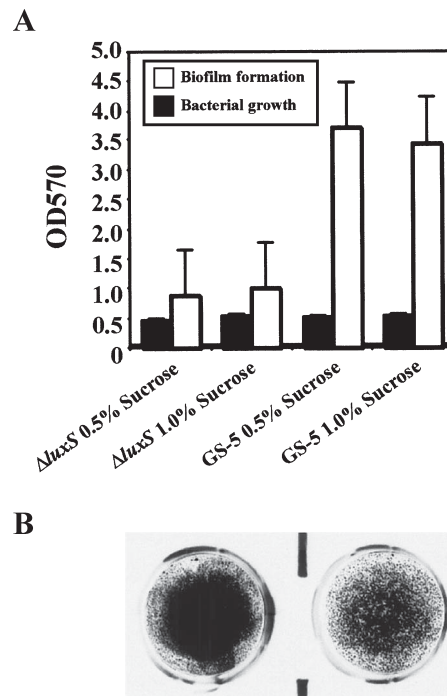 A
5.0
4.5
4.0
3.5
3.0
2.5
2.0
1.5
1.0
0.5
0
OD570
Biofilm formation
Bacterial growth
ΔluxS 0.5% Sucrose
ΔluxS 1.0% Sucrose
GS-5 0.5% Sucrose
GS-5 1.0% Sucrose
B